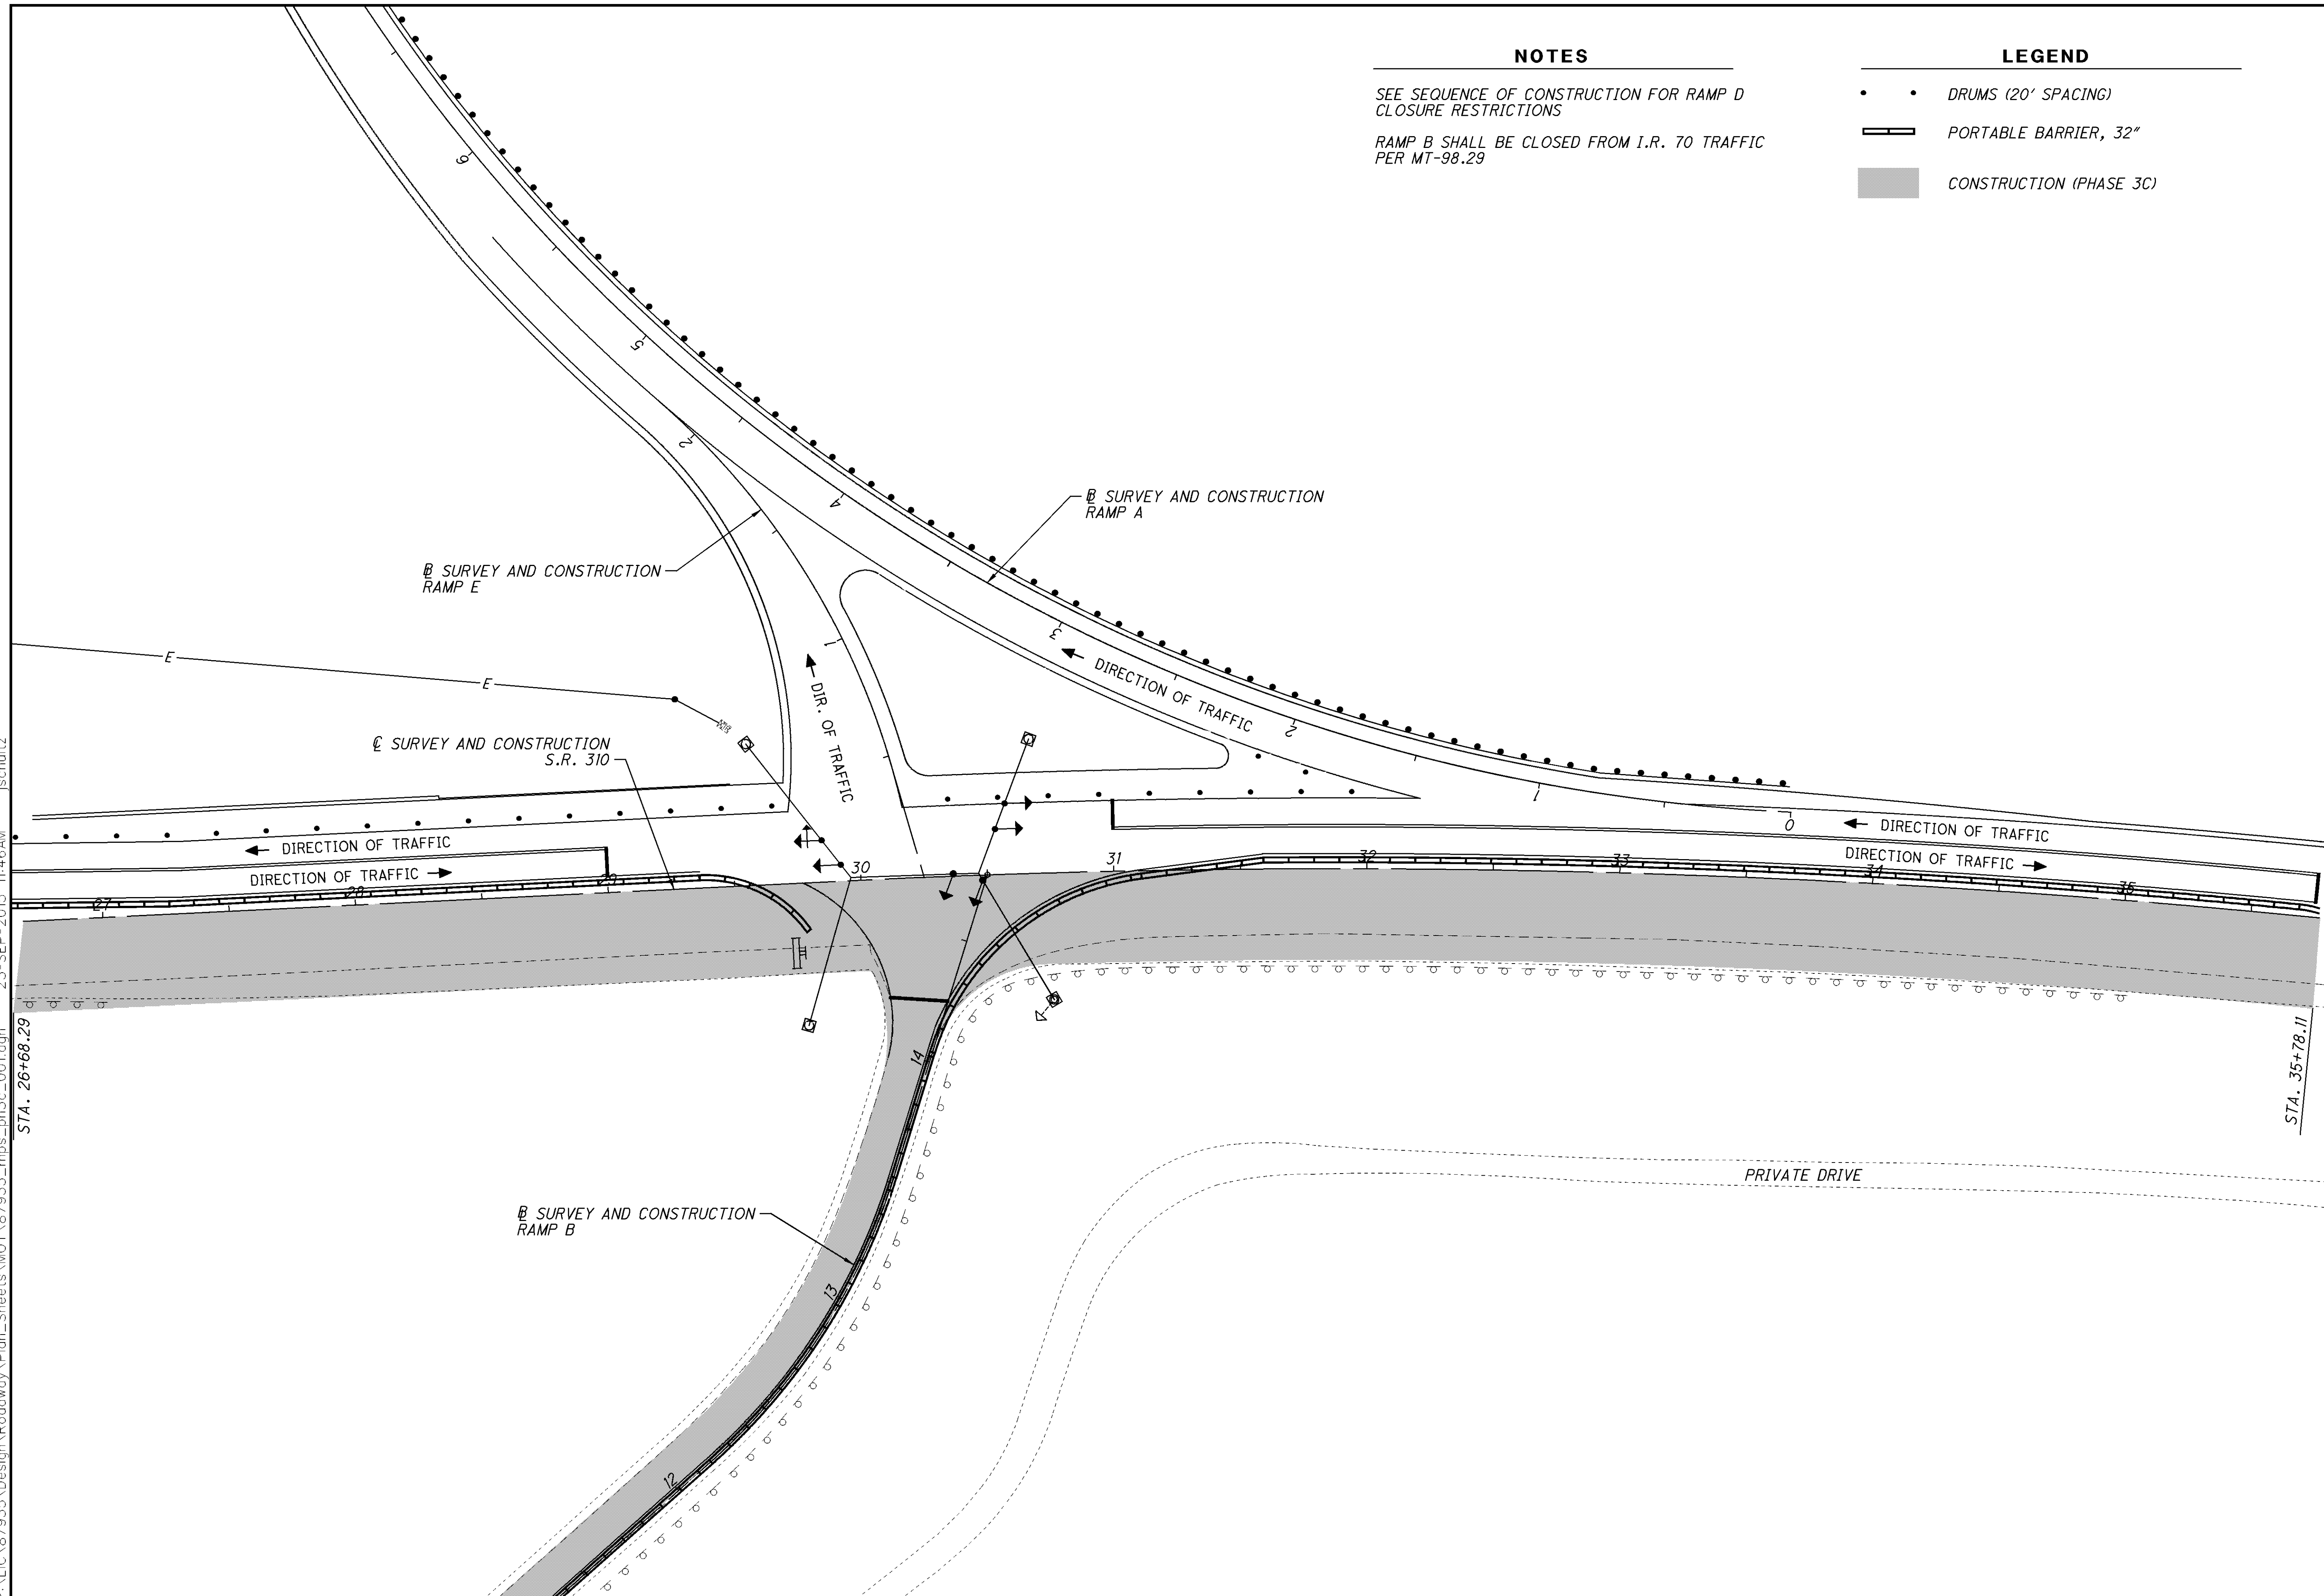 NOTES
SEE SEQUENCE OF CONSTRUCTION FOR RAMP D
CLOSURE RESTRICTIONS
RAMP B SHALL BE CLOSED FROM I.R. 70 TRAFFIC
PER MT-98.29
LEGEND
DRUMS (20' SPACING)
PORTABLE BARRIER, 32"
CONSTRUCTION (PHASE 3C)
6
5
2
4
℄ SURVEY AND CONSTRUCTION
RAMP A
℄ SURVEY AND CONSTRUCTION
RAMP E
3
1
DIRECTION OF TRAFFIC
DIR. OF TRAFFIC
E
E
2
℄ SURVEY AND CONSTRUCTION
S.R. 310
1
0
DIRECTION OF TRAFFIC
DIRECTION OF TRAFFIC
DIRECTION OF TRAFFIC
DIRECTION OF TRAFFIC
27
28
29
30
31
32
33
34
35
STA. 26+68.29
STA. 35+78.11
14
PRIVATE DRIVE
℄ SURVEY AND CONSTRUCTION
RAMP B
13
12
jschultz
11:46AM